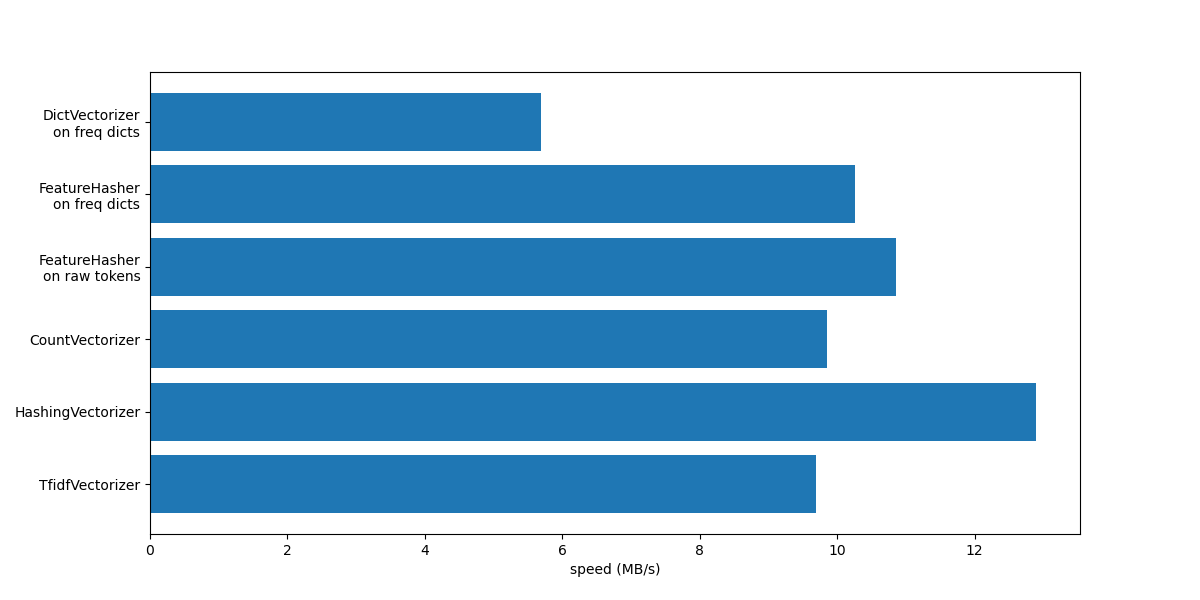 DictVectorizer
on freq dicts
FeatureHasher
on freq dicts
FeatureHasher
on raw tokens
CountVectorizer
HashingVectorizer
TfidfVectorizer
0 2 4 6 8 10 12
speed (MB/s)